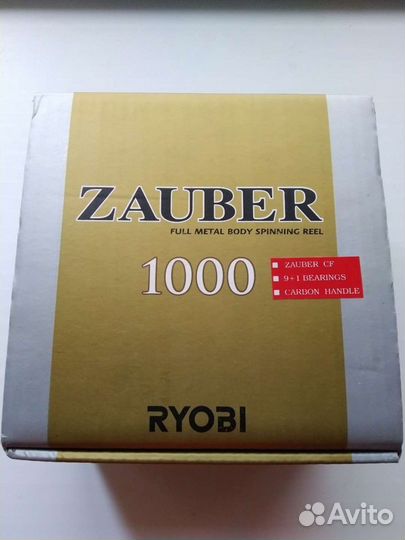 ZAUBER
FULL METAL BODY SPINNING REEL
1000
ZAUBER CF
9+1 BEARINGS
CARBON HANDLE
RYOBI
Avito